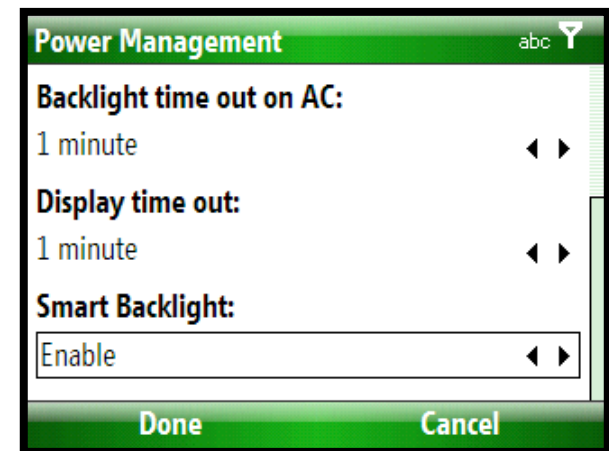 Power Management abc
Backlight time out on AC:
1 minute
Display time out:
1 minute
Smart Backlight:
Enable
Done Cancel